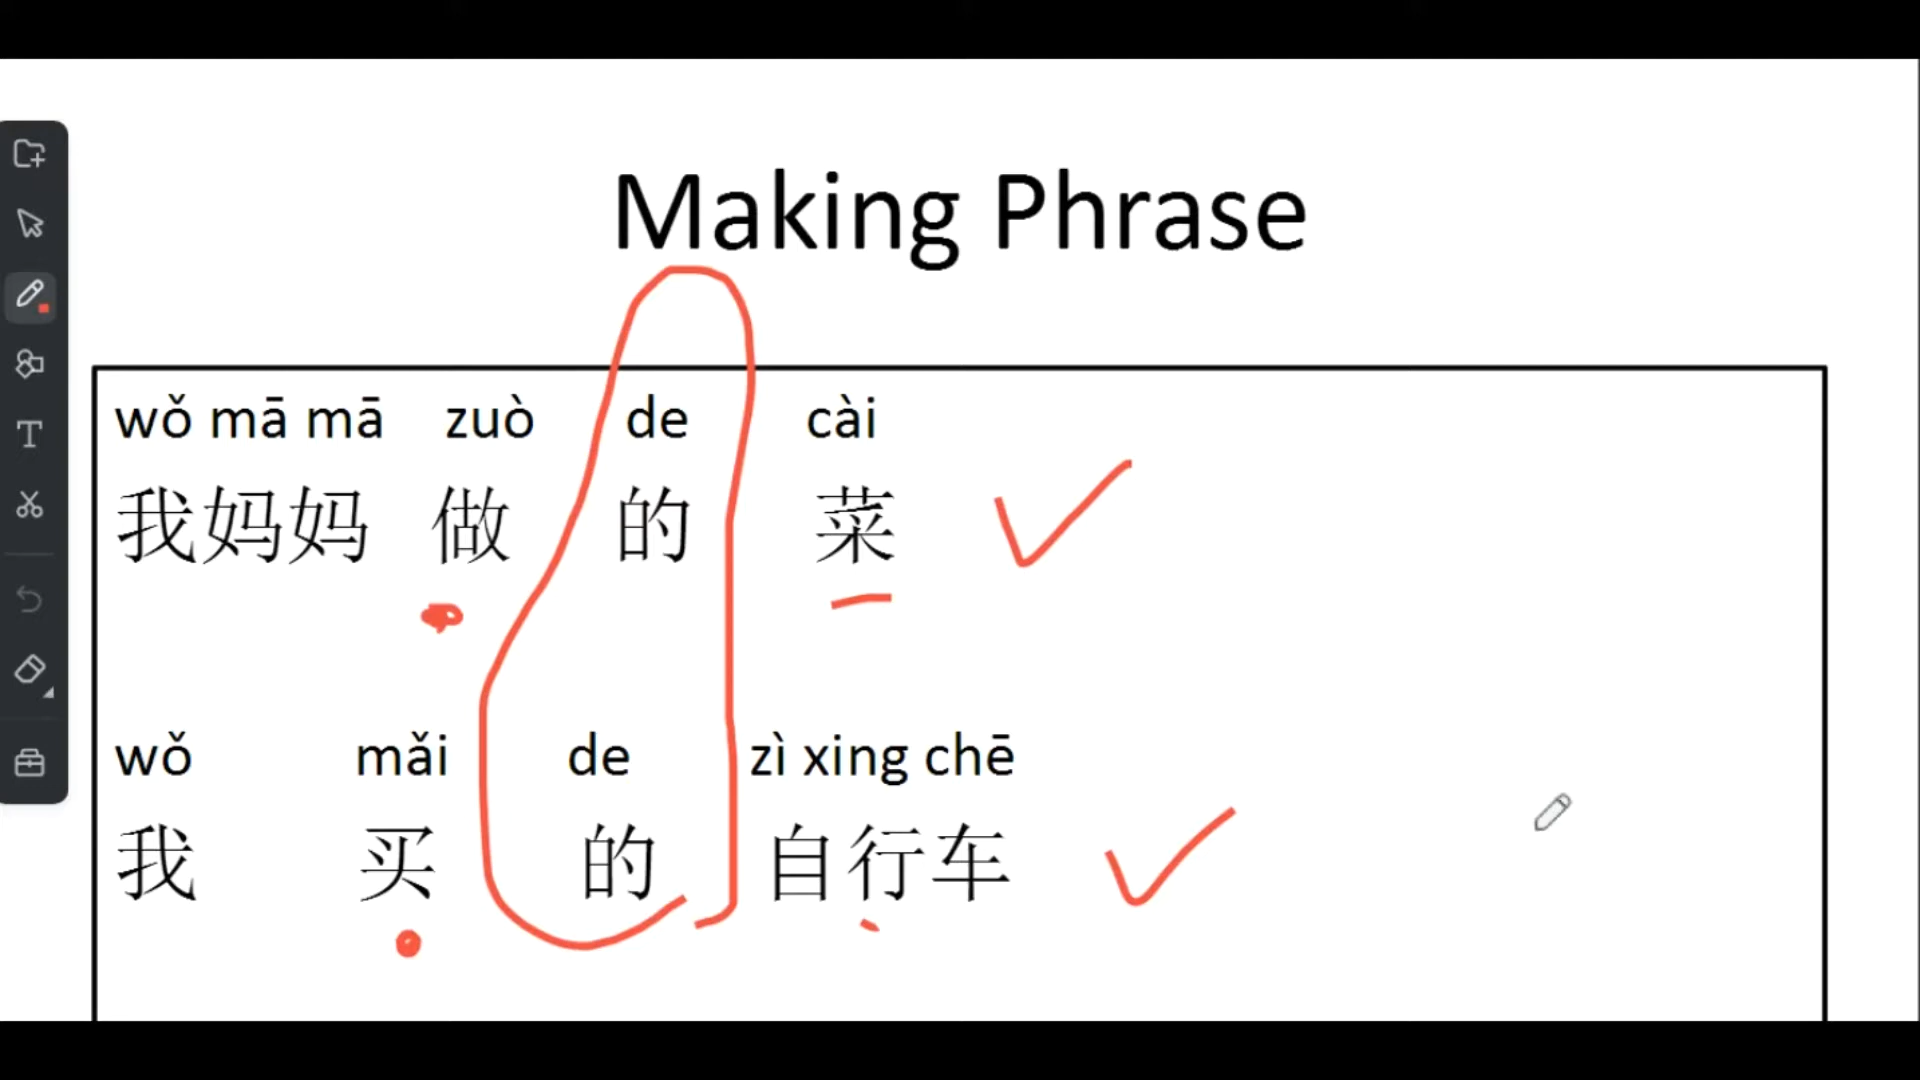 Making Phrase
wǒ mā mā zuò de cài
我妈妈 做 的 菜
wǒ mǎi de zì xing chē
我 买 的 自行车